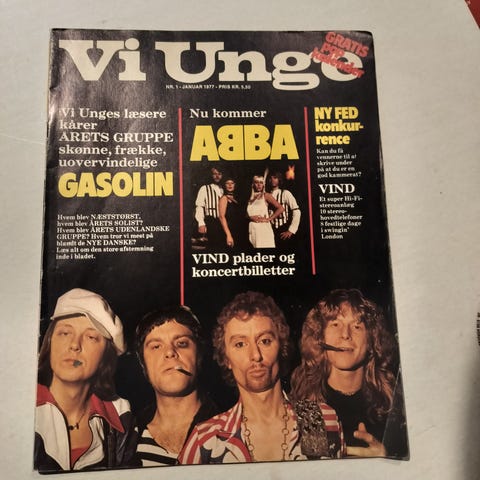 Vi Unge
GRATIS
POP
kalender
NR. 1 - JANUAR 1977 - PRIS KR. 5,50
Vi Unges læsere
kårer
ÅRETS GRUPPE
skønne, frække,
uovervindelige
GASOLIN
Hvem blev NÆSTSTØRST,
hvem blev ÅRETS SOLIST?
Hvem blev ÅRETS UDENLANDSKE
GRUPPE? Hvem tror vi mest på
blandt de NYE DANSKE?
Læs alt om den store afstemning
inde i bladet.
Nu kommer
ABBA
VIND plader og
koncertbilletter
NY FED
konkur-
rence
Kan du få
vennerne til at
skrive under
på at du er en
god kammerat?
VIND
Et super Hi-Fi-
stereoanlæg
10 stereo-
hovedtelefoner
8 festlige dage
i swingin'
London